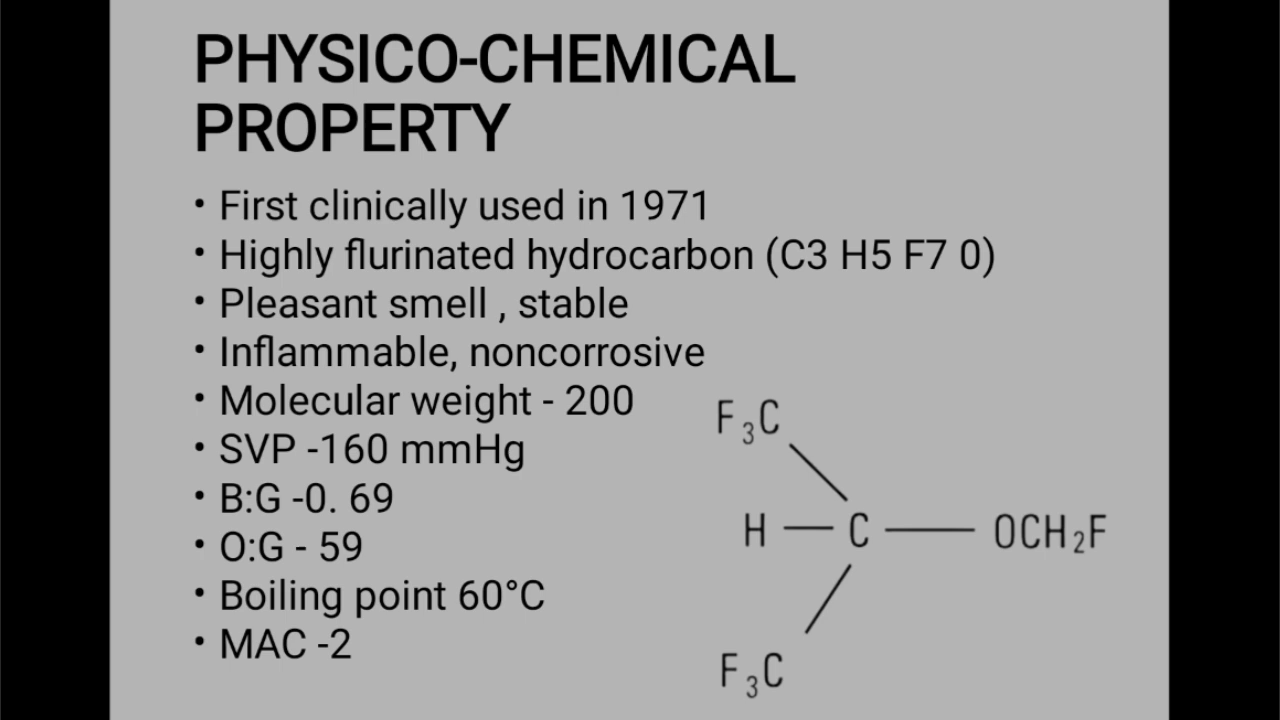 PHYSICO-CHEMICAL
PROPERTY
• First clinically used in 1971
• Highly flurinated hydrocarbon (C3 H5 F7 0)
• Pleasant smell , stable
• Inflammable, noncorrosive
• Molecular weight - 200
• SVP -160 mmHg
• B:G -0. 69
• O:G - 59
• Boiling point 60°C
• MAC -2
F₃C
H — C — OCH₂F
F₃C